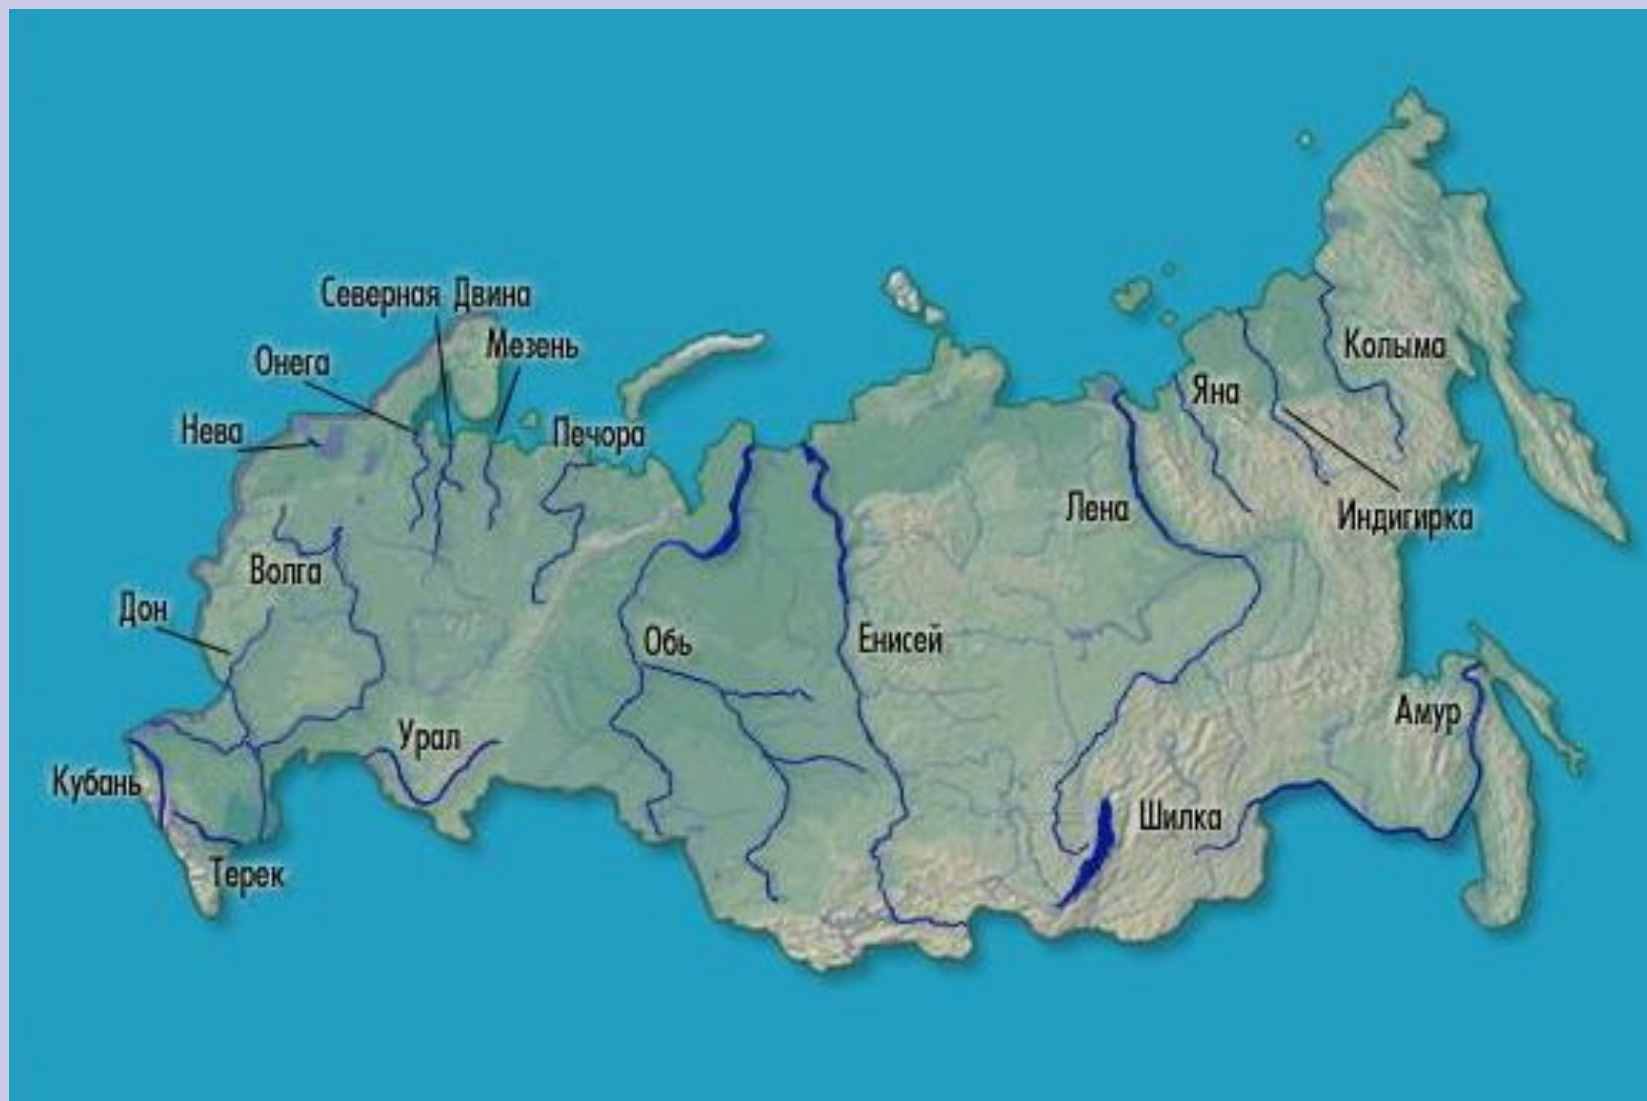 Северная Двина
Мезень
Онега
Нева
Печора
Колыма
Яна
Лена
Индигирка
Волга
Дон
Обь
Енисей
Амур
Урал
Кубань
Шилка
Терек